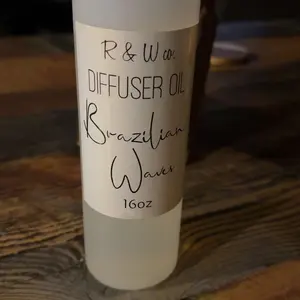 R & W co.
DIFFUSER OIL
Brazilian
Waves
16oz